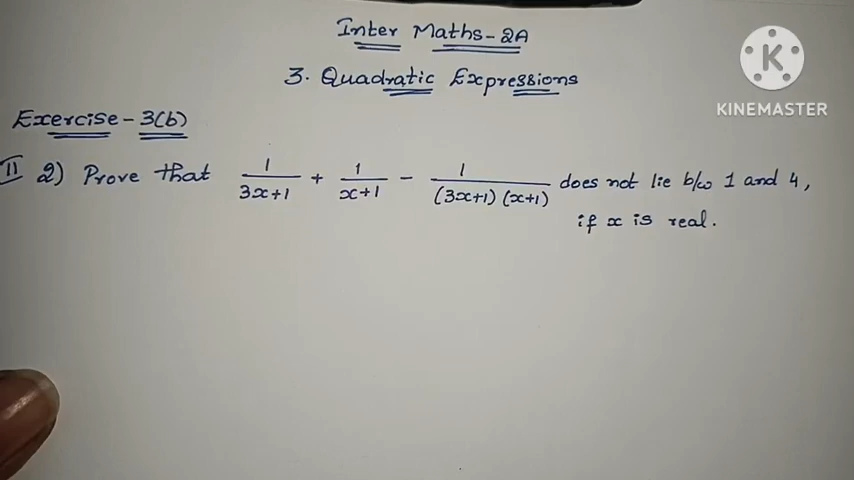 Inter Maths-2A
3. Quadratic Expressions
KINEMASTER
Exercise-3(b)
II 2) Prove that 1/(3x+1) + 1/(x+1) - 1/((3x+1)(x+1)) does not lie b/w 1 and 4,
if x is real.